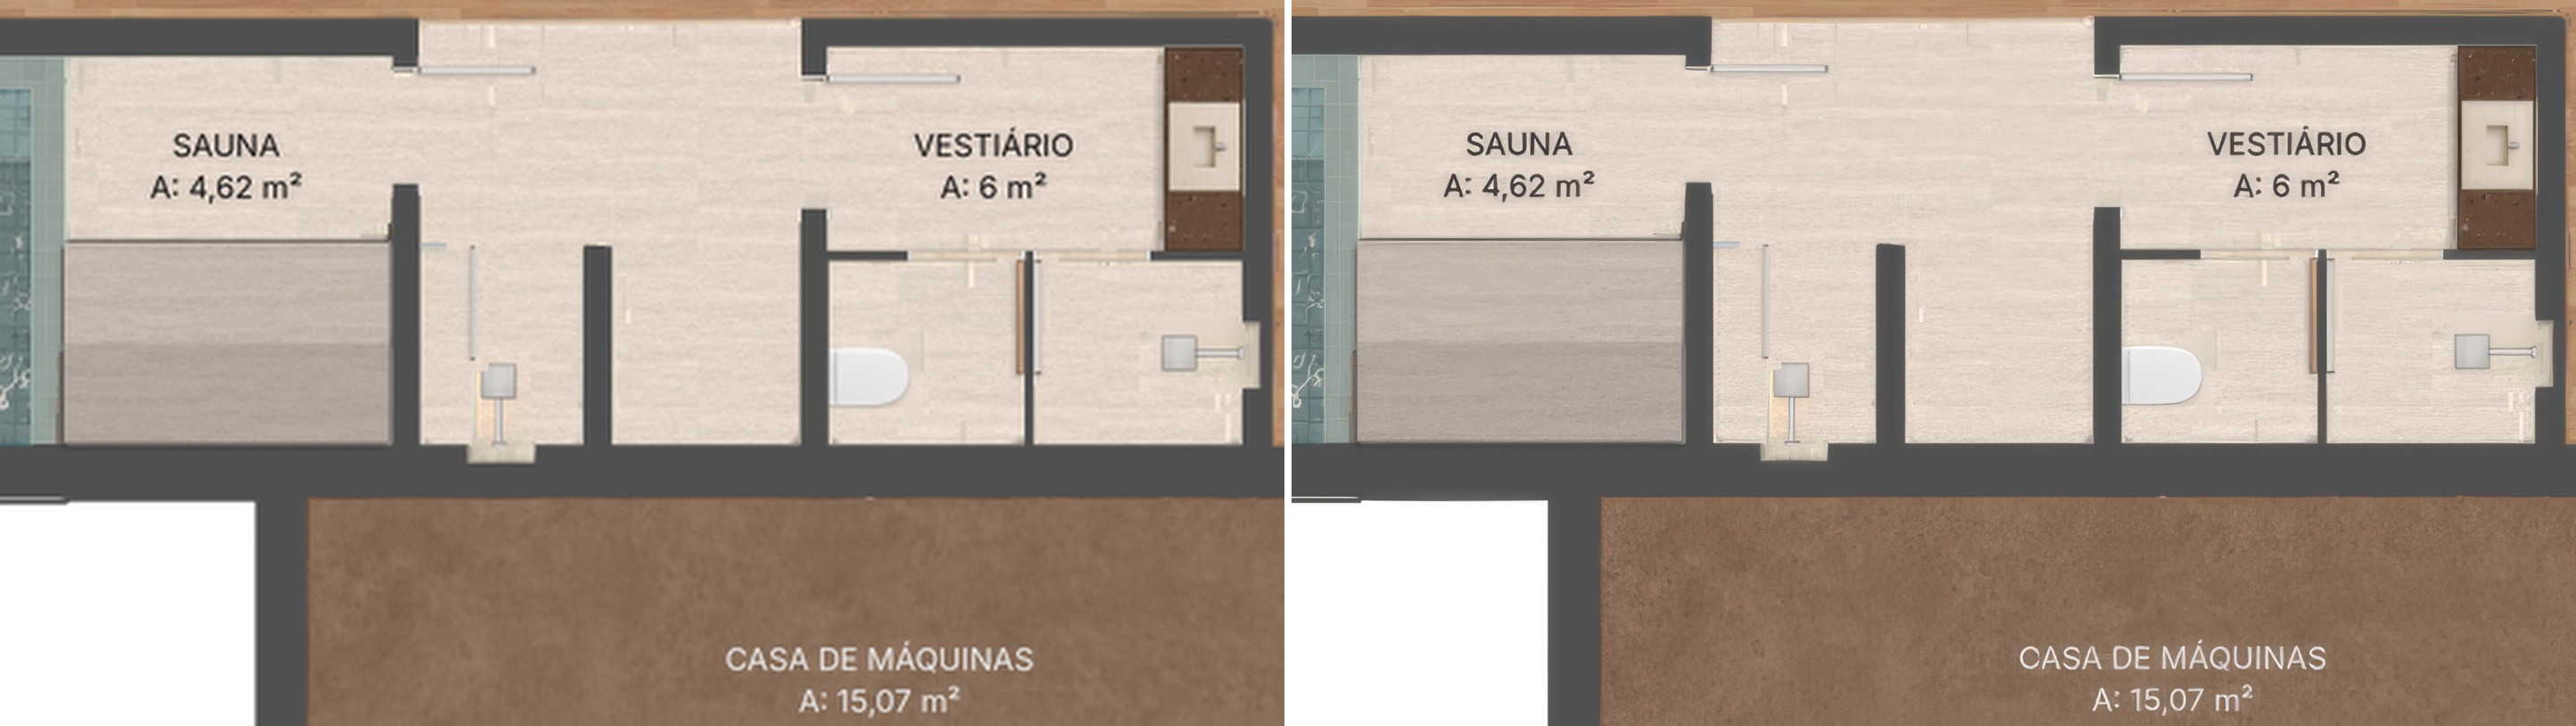 SAUNA
A: 4,62 m²
VESTIÁRIO
A: 6 m²
CASA DE MÁQUINAS
A: 15,07 m²
SAUNA
A: 4,62 m²
VESTIÁRIO
A: 6 m²
CASA DE MÁQUINAS
A: 15,07 m²